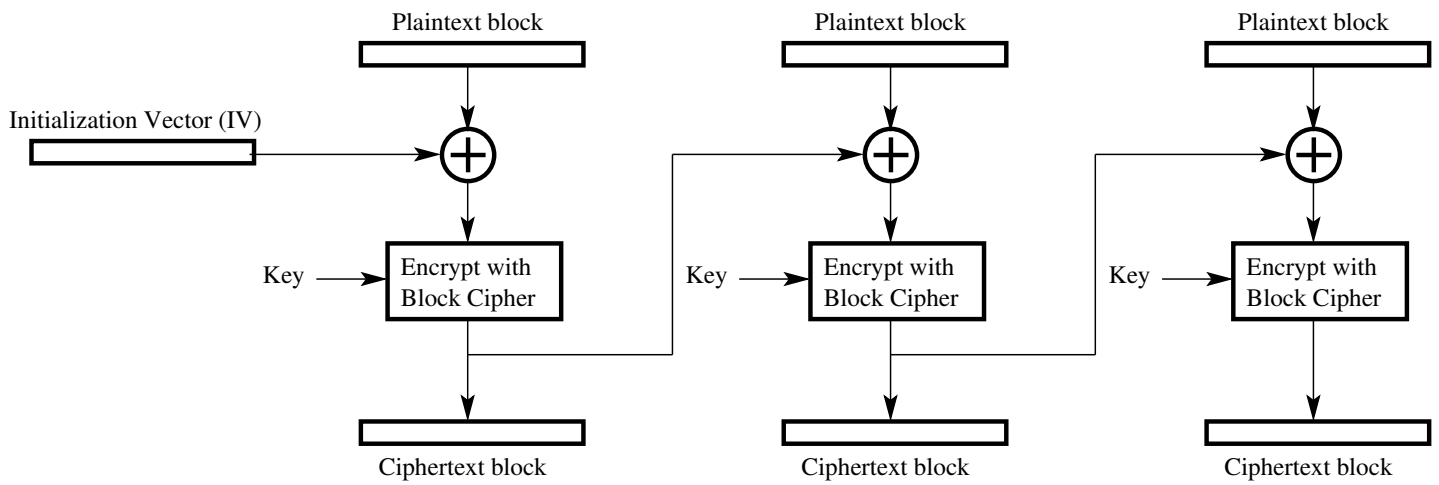 Plaintext block
Plaintext block
Plaintext block
Initialization Vector (IV)
Key
Encrypt with
Block Cipher
Key
Encrypt with
Block Cipher
Key
Encrypt with
Block Cipher
Ciphertext block
Ciphertext block
Ciphertext block